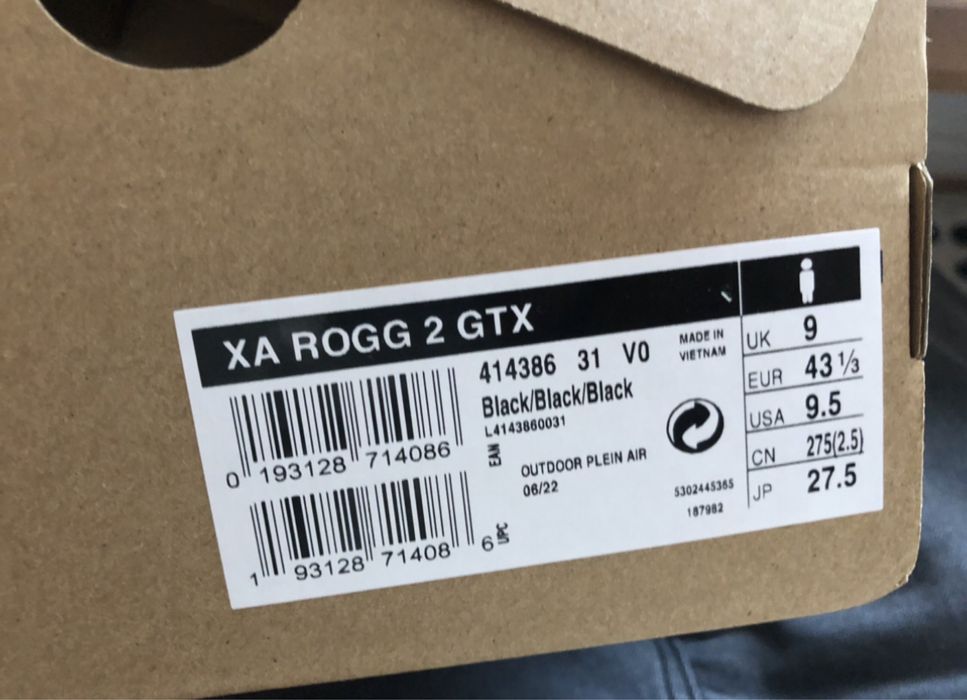 XA ROGG 2 GTX
414386 31 V0
Black/Black/Black
L4143860031
MADE IN
VIETNAM
0 193128 714086
EAN
OUTDOOR PLEIN AIR
06/22
5302445365
187982
1 93128 71408 6
UPC
UK 9
EUR 43 1/3
USA 9.5
CN 275(2.5)
JP 27.5